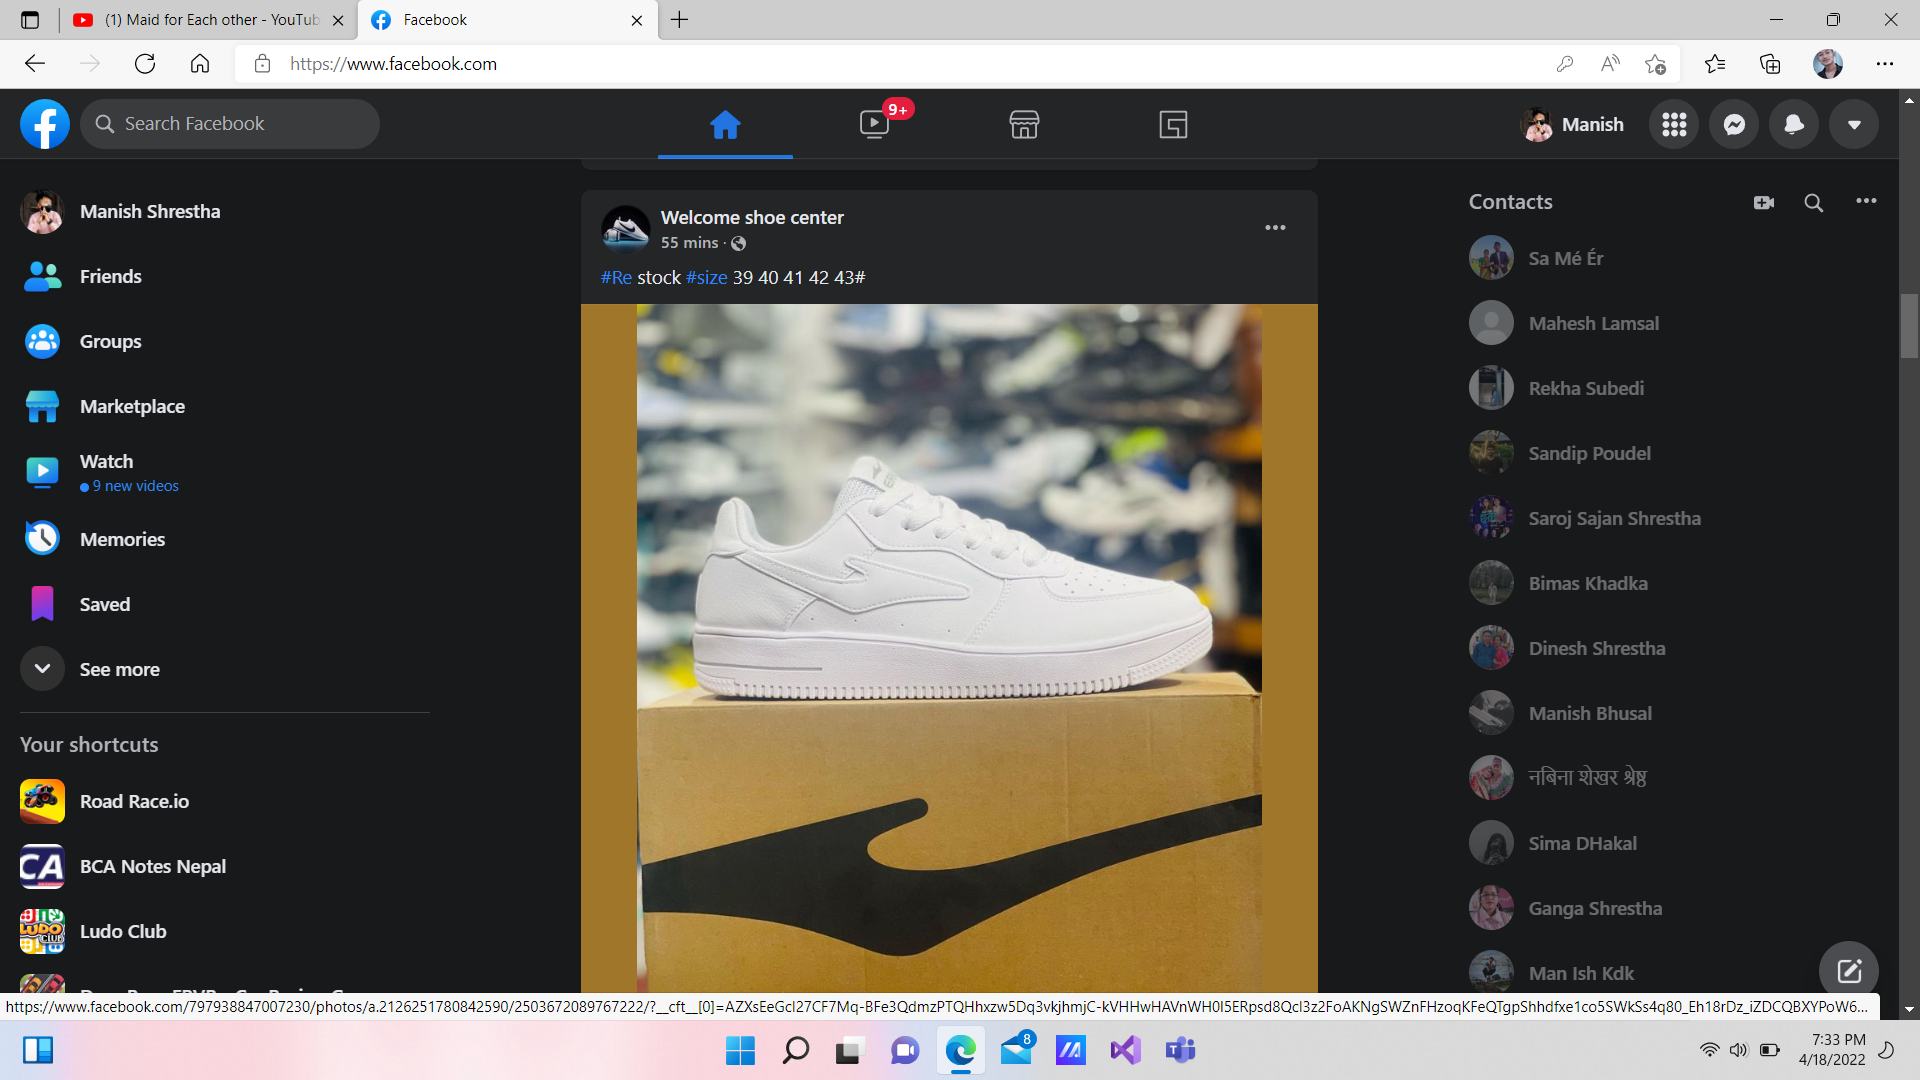 (1) Maid for Each other - YouTub
Facebook
https://www.facebook.com
Search Facebook
9+
Manish
Manish Shrestha
Friends
Groups
Marketplace
Watch
9 new videos
Memories
Saved
See more
Your shortcuts
Road Race.io
BCA Notes Nepal
Ludo Club
Welcome shoe center
55 mins ·
#Re stock #size 39 40 41 42 43#
Contacts
Sa Mé Ér
Mahesh Lamsal
Rekha Subedi
Sandip Poudel
Saroj Sajan Shrestha
Bimas Khadka
Dinesh Shrestha
Manish Bhusal
नबिना शेखर श्रेष्ठ
Sima DHakal
Ganga Shrestha
Man Ish Kdk
https://www.facebook.com/797938847007230/photos/a.2126251780842590/2503672089767222/?__cft__[0]=AZXsEeGcl27CF7Mq-BFe3QdmzPTQHhxzw5Dq3vkjhmjC-kVHHwHAVnWH0I5ERpsd8Qcl3z2FoAKNgSWZnFHzoqKFeQTgpShhdfxe1co5SWkSs4q80_Eh18rDz_iZDCQBXYPoW6...
8
7:33 PM
4/18/2022